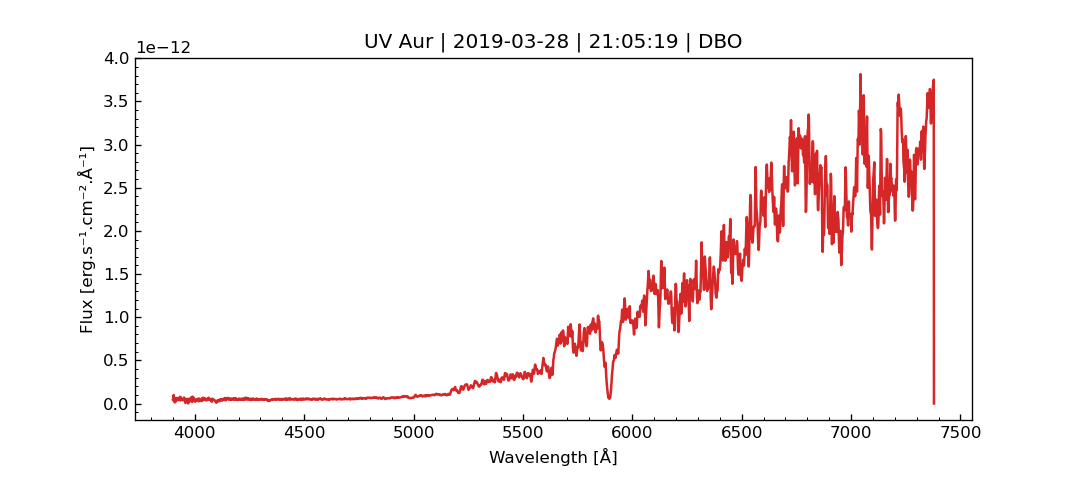 UV Aur | 2019-03-28 | 21:05:19 | DBO
1e−12
4.0
3.5
3.0
2.5
2.0
1.5
1.0
0.5
0.0
Flux [erg.s⁻¹.cm⁻².Å⁻¹]
4000 4500 5000 5500 6000 6500 7000 7500
Wavelength [Å]